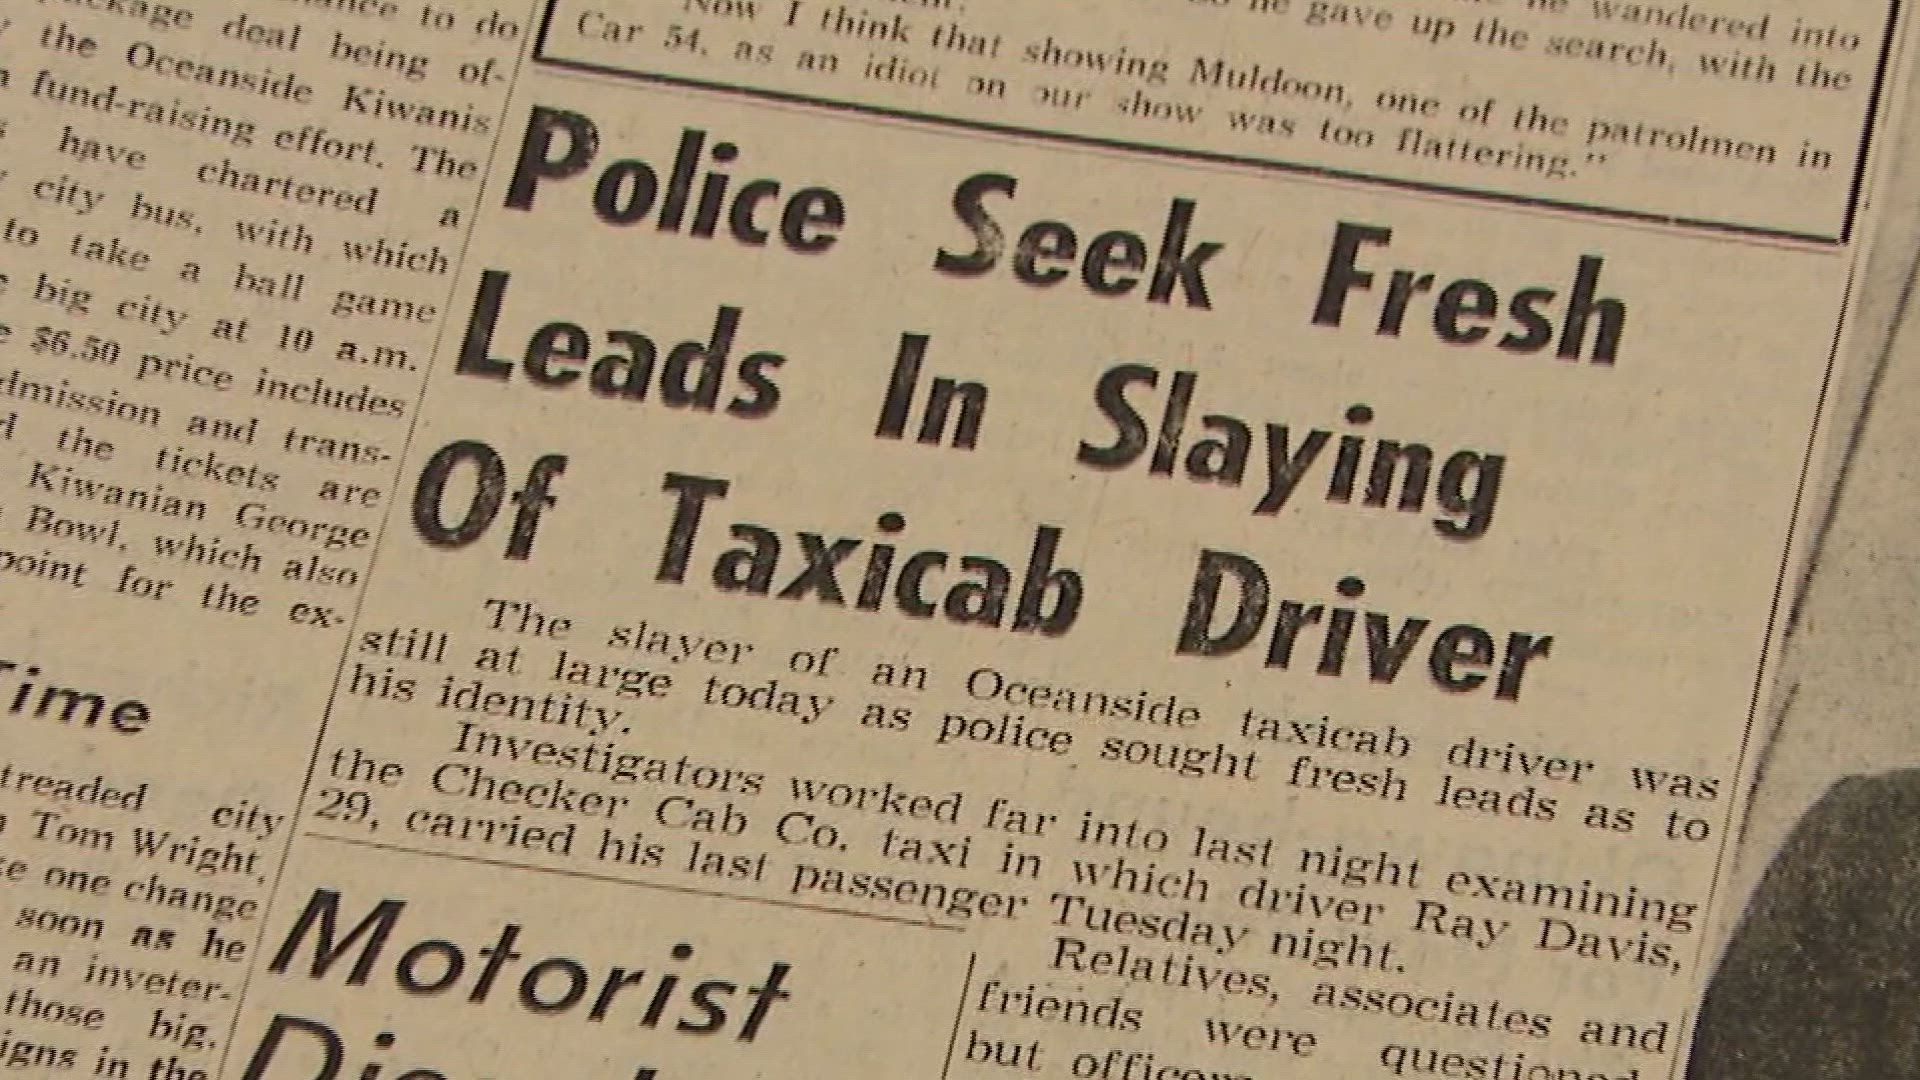 to do
package deal being of-
the Oceanside Kiwanis
fund-raising effort. The
have chartered a
city bus, with which
to take a ball game
big city at 10 a.m.
$6.50 price includes
and trans-
the tickets are
Kiwanian George
Bowl, which also
point for the ex-
Time
treaded city
Tom Wright,
one change
soon as he
an inveter-
those big,
in the
he wandered into
he gave up the search, with the
"Now I think that showing Muldoon, one of the patrolmen in
Car 54, as an idiot on our show was too flattering."
Police Seek Fresh
Leads In Slaying
Of Taxicab Driver
The slayer of an Oceanside taxicab driver was
still at large today as police sought fresh leads as to
his identity.
Investigators worked far into last night examining
the Checker Cab Co. taxi in which driver Ray Davis,
29, carried his last passenger Tuesday night.
Relatives, associates and
friends were questioned
but
Motorist